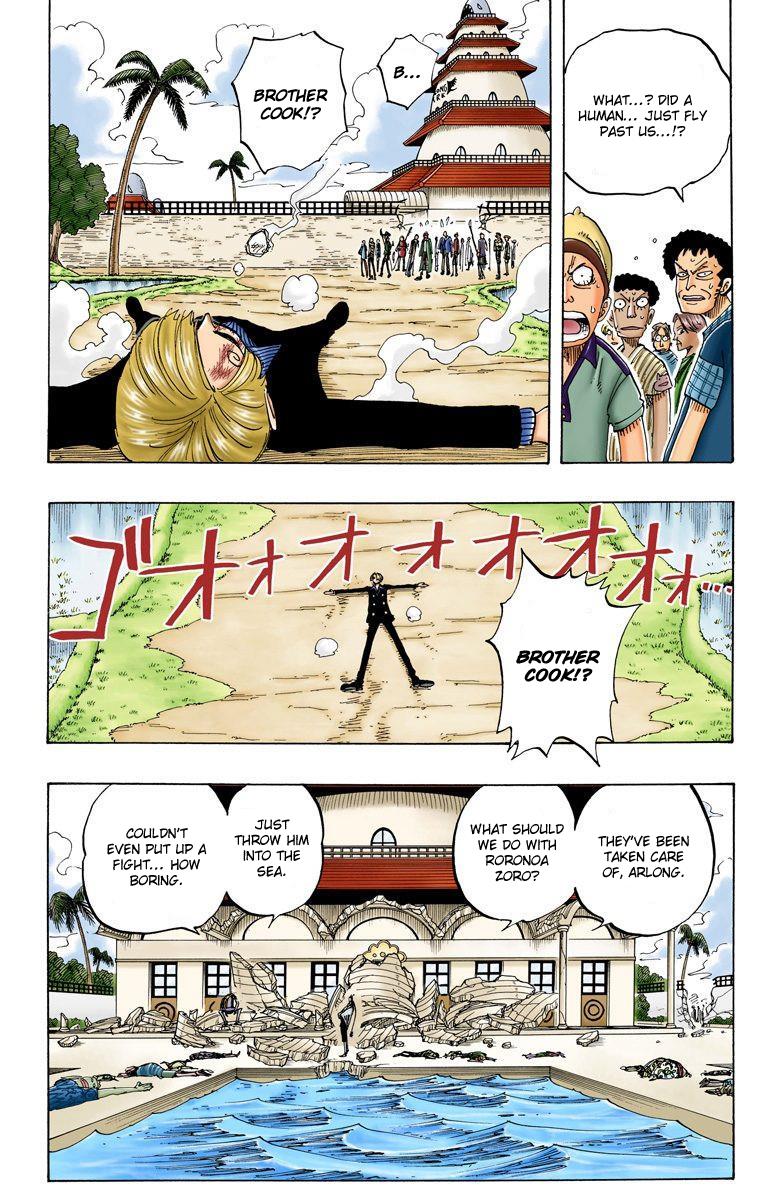 WHAT...? DID A
HUMAN... JUST FLY
PAST US...!?
B...
BROTHER
COOK!?
ゴオォオオオオオオォ...
BROTHER
COOK!?
THEY'VE BEEN
TAKEN CARE
OF, ARLONG.
WHAT SHOULD
WE DO WITH
RORONOA
ZORO?
JUST
THROW HIM
INTO THE
SEA.
COULDN'T
EVEN PUT UP A
FIGHT... HOW
BORING.